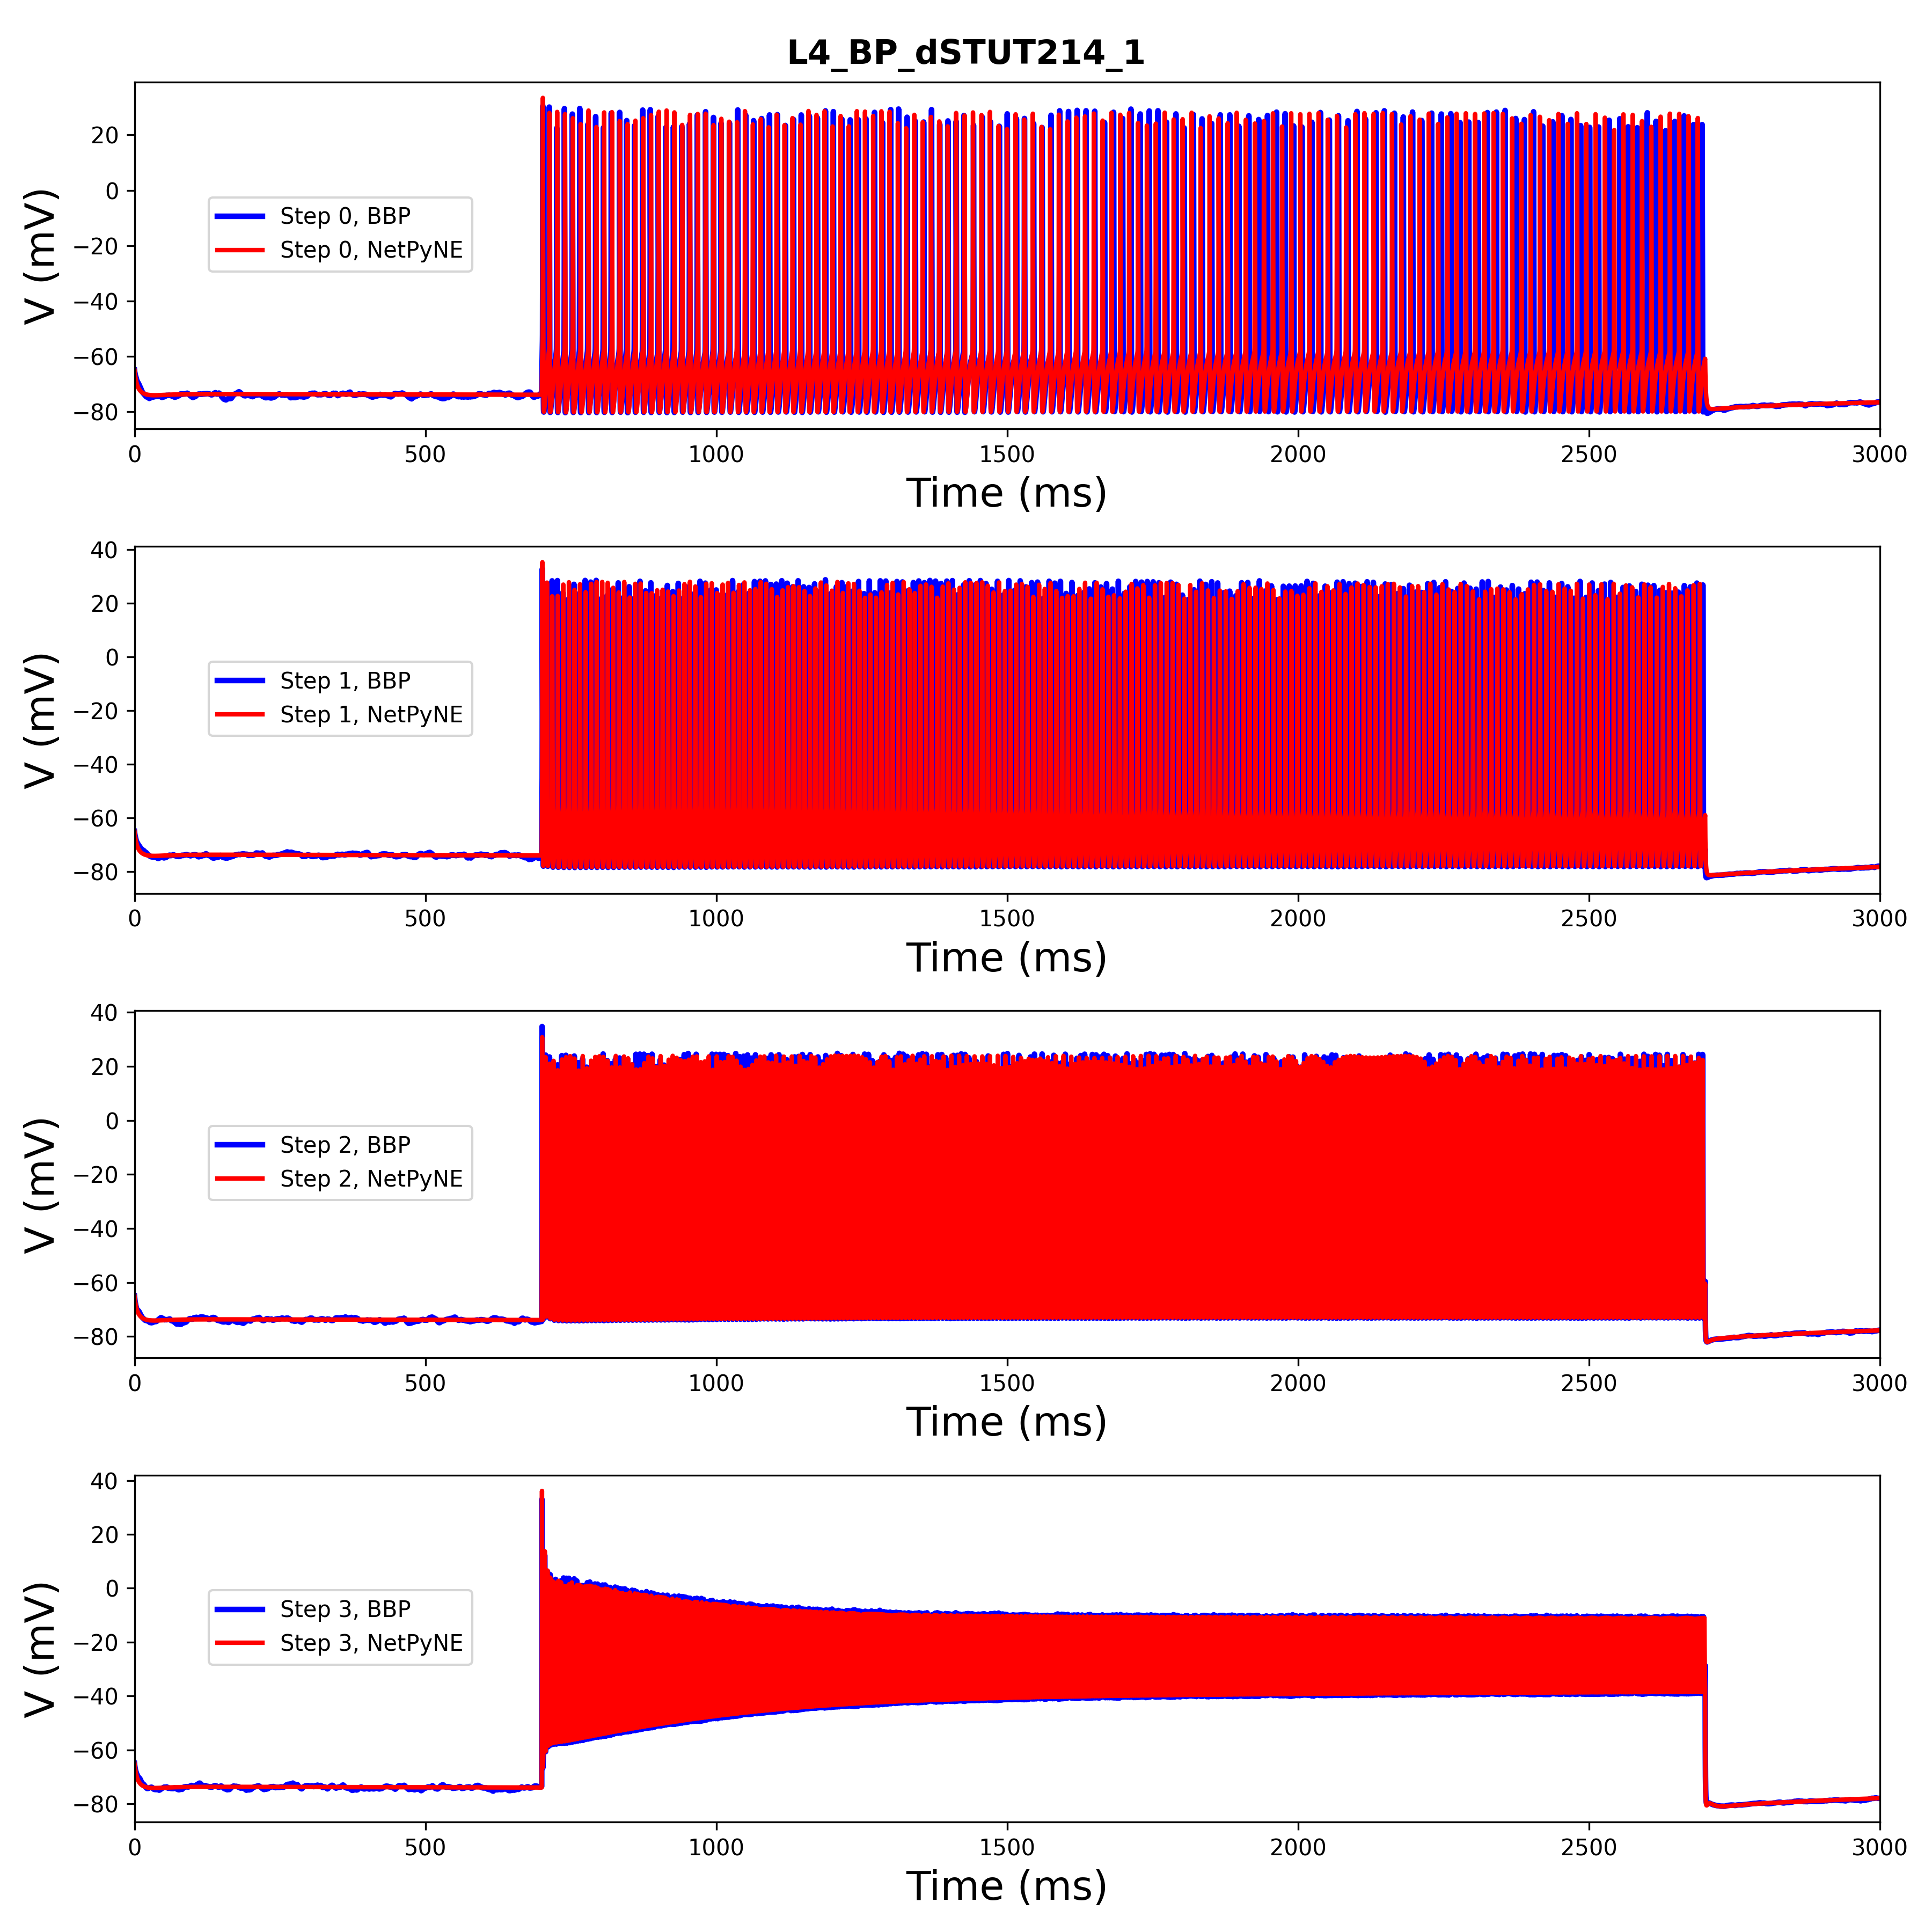 L4_BP_dSTUT214_1
20
0
−20
−40
−60
−80
V (mV)
Step 0, BBP
Step 0, NetPyNE
0 500 1000 1500 2000 2500 3000
Time (ms)
40
20
0
−20
−40
−60
−80
V (mV)
Step 1, BBP
Step 1, NetPyNE
0 500 1000 1500 2000 2500 3000
Time (ms)
40
20
0
−20
−40
−60
−80
V (mV)
Step 2, BBP
Step 2, NetPyNE
0 500 1000 1500 2000 2500 3000
Time (ms)
40
20
0
−20
−40
−60
−80
V (mV)
Step 3, BBP
Step 3, NetPyNE
0 500 1000 1500 2000 2500 3000
Time (ms)